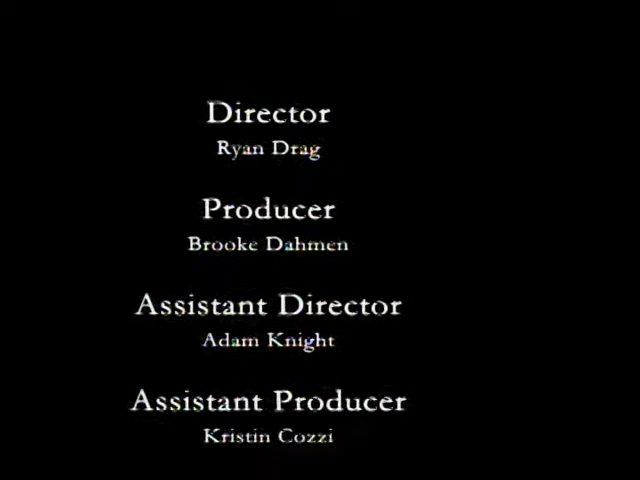 Director
Ryan Drag
Producer
Brooke Dahmen
Assistant Director
Adam Knight
Assistant Producer
Kristin Cozzi